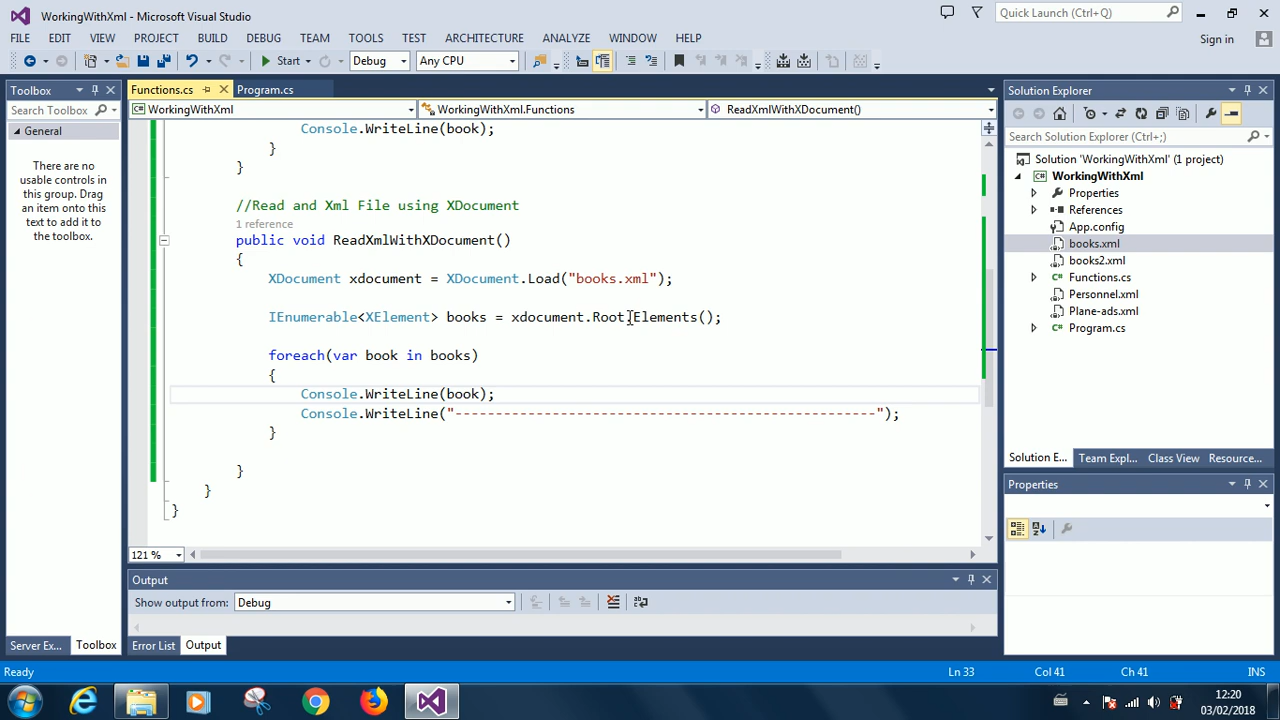 WorkingWithXml - Microsoft Visual Studio
Quick Launch (Ctrl+Q)
FILE EDIT VIEW PROJECT BUILD DEBUG TEAM TOOLS TEST ARCHITECTURE ANALYZE WINDOW HELP
Sign in
Start Debug Any CPU
Toolbox
Search Toolbox
General
There are no
usable controls in
this group. Drag
an item onto this
text to add it to
the toolbox.
Functions.cs Program.cs
WorkingWithXml WorkingWithXml.Functions ReadXmlWithXDocument()
Console.WriteLine(book);
}
}
//Read and Xml File using XDocument
1 reference
public void ReadXmlWithXDocument()
{
XDocument xdocument = XDocument.Load("books.xml");
IEnumerable<XElement> books = xdocument.Root.Elements();
foreach(var book in books)
{
Console.WriteLine(book);
Console.WriteLine("----------------------------------------------------");
}
}
}
}
121 %
Output
Show output from: Debug
Server Ex... Toolbox
Error List Output
Solution Explorer
Search Solution Explorer (Ctrl+;)
Solution 'WorkingWithXml' (1 project)
WorkingWithXml
Properties
References
App.config
books.xml
books2.xml
Functions.cs
Personnel.xml
Plane-ads.xml
Program.cs
Solution E... Team Expl... Class View Resource...
Properties
Ready Ln 33 Col 41 Ch 41 INS
12:20
03/02/2018